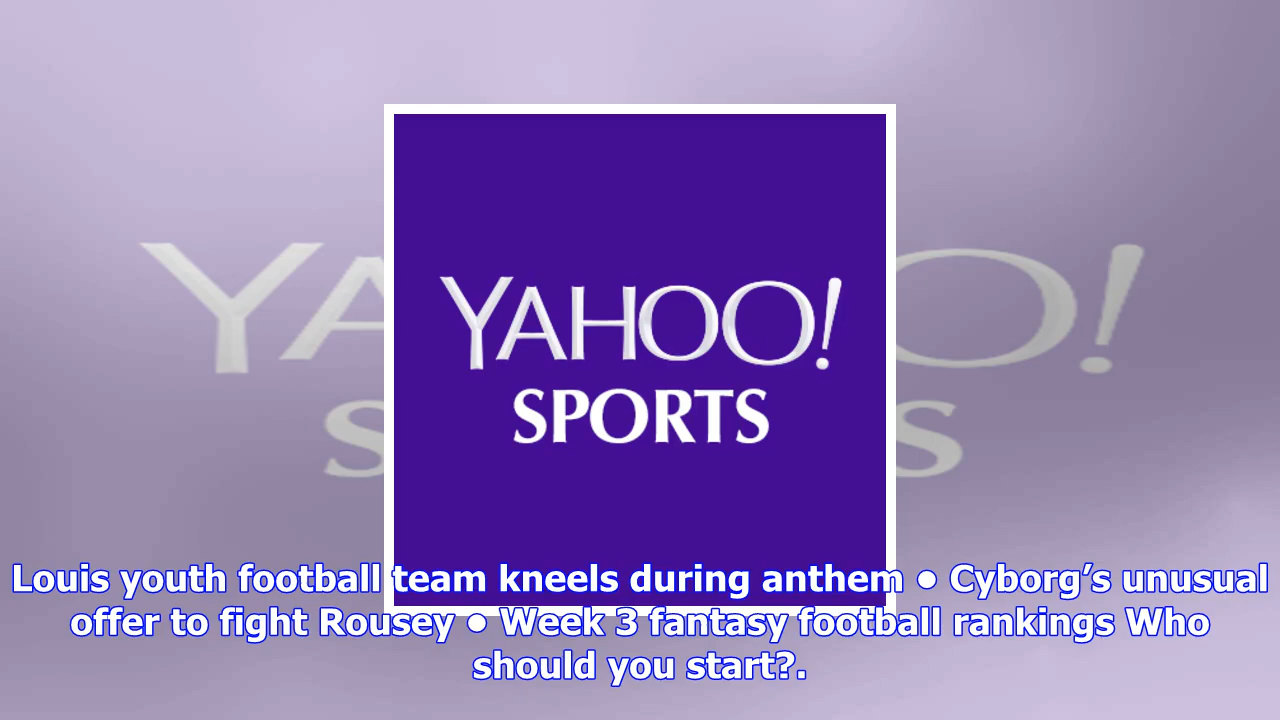 YAHOO!
SPORTS
Louis youth football team kneels during anthem ● Cyborg’s unusual
offer to fight Rousey ● Week 3 fantasy football rankings Who
should you start?.